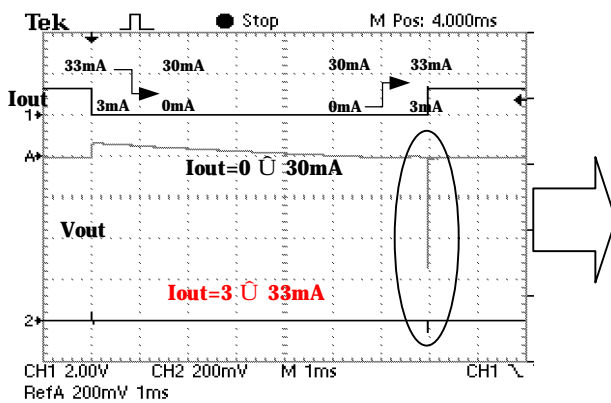 Tek Stop M Pos: 4.000ms
33mA 30mA 30mA 33mA
Iout 3mA 0mA 0mA 3mA
1
A
Iout=0 Û 30mA
Vout
Iout=3 Û 33mA
2
CH1 2.00V CH2 200mV M 1ms CH1
RefA 200mV 1ms